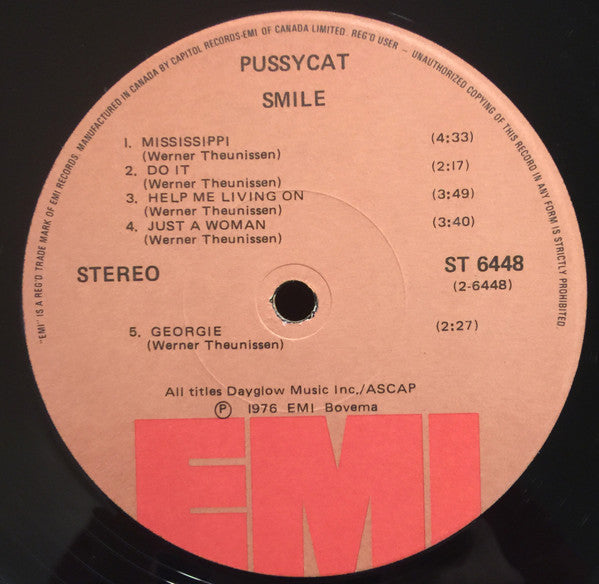 "EMI" IS A REG'D TRADE MARK OF EMI RECORDS. MANUFACTURED IN CANADA BY CAPITOL RECORDS-EMI OF CANADA LIMITED. REG'D USER – UNAUTHORIZED COPYING OF THIS RECORD IN ANY FORM IS STRICTLY PROHIBITED
PUSSYCAT
SMILE
1. MISSISSIPPI (4:33)
(Werner Theunissen)
2. DO IT (2:17)
(Werner Theunissen)
3. HELP ME LIVING ON (3:49)
(Werner Theunissen)
4. JUST A WOMAN (3:40)
(Werner Theunissen)
STEREO ST 6448
(2-6448)
5. GEORGIE (2:27)
(Werner Theunissen)
All titles Dayglow Music Inc./ASCAP
Ⓟ 1976 EMI Bovema
EMI